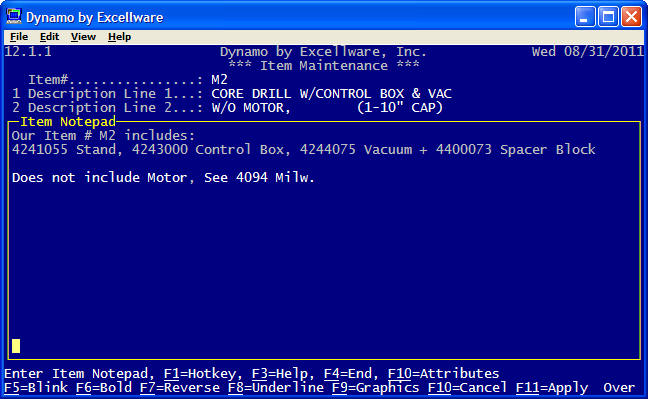 Dynamo by Excellware
File Edit View Help
12.1.1 Dynamo by Excellware, Inc. Wed 08/31/2011
*** Item Maintenance ***
Item#................: M2
1 Description Line 1...: CORE DRILL W/CONTROL BOX & VAC
2 Description Line 2...: W/O MOTOR, (1-10" CAP)
Item Notepad
Our Item # M2 includes:
4241055 Stand, 4243000 Control Box, 4244075 Vacuum + 4400073 Spacer Block
Does not include Motor, See 4094 Milw.
Enter Item Notepad, F1=Hotkey, F3=Help, F4=End, F10=Attributes
F5=Blink F6=Bold F7=Reverse F8=Underline F9=Graphics F10=Cancel F11=Apply Over